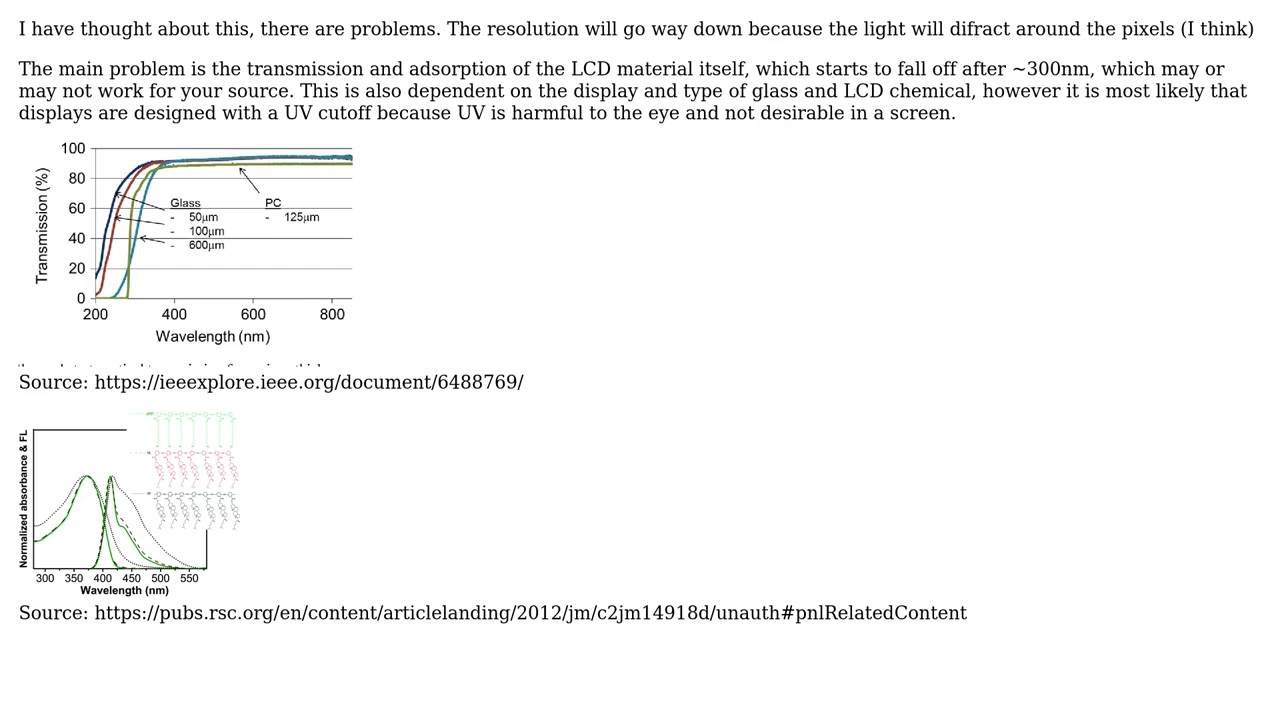 I have thought about this, there are problems. The resolution will go way down because the light will difract around the pixels (I think)
The main problem is the transmission and adsorption of the LCD material itself, which starts to fall off after ~300nm, which may or
may not work for your source. This is also dependent on the display and type of glass and LCD chemical, however it is most likely that
displays are designed with a UV cutoff because UV is harmful to the eye and not desirable in a screen.
Transmission (%)
100
80
60
40
20
0
Glass
- 50µm
- 100µm
- 600µm
PC
- 125µm
200 400 600 800
Wavelength (nm)
Source: https://ieeexplore.ieee.org/document/6488769/
Normalized absorbance & FL
300 350 400 450 500 550
Wavelength (nm)
Source: https://pubs.rsc.org/en/content/articlelanding/2012/jm/c2jm14918d/unauth#pnlRelatedContent